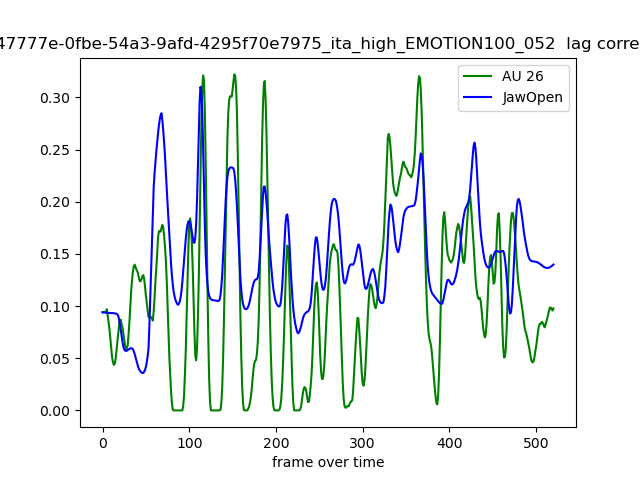 47777e-0fbe-54a3-9afd-4295f70e7975_ita_high_EMOTION100_052 lag corre
AU 26
JawOpen
0.30
0.25
0.20
0.15
0.10
0.05
0.00
0 100 200 300 400 500
frame over time